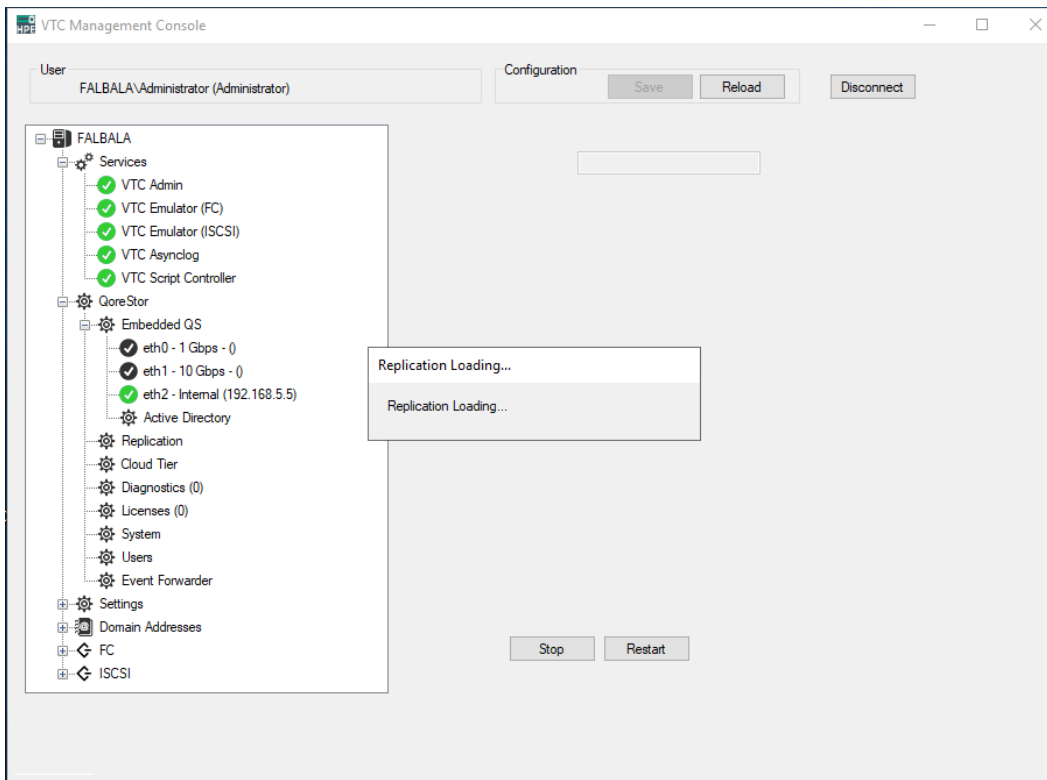 HPE VTC Management Console
User
FALBALA\Administrator (Administrator)
Configuration
Save
Reload
Disconnect
FALBALA
Services
VTC Admin
VTC Emulator (FC)
VTC Emulator (ISCSI)
VTC Asynclog
VTC Script Controller
QoreStor
Embedded QS
eth0 - 1 Gbps - ()
eth1 - 10 Gbps - ()
eth2 - Internal (192.168.5.5)
Active Directory
Replication
Cloud Tier
Diagnostics (0)
Licenses (0)
System
Users
Event Forwarder
Settings
Domain Addresses
FC
ISCSI
Replication Loading...
Replication Loading...
Stop
Restart